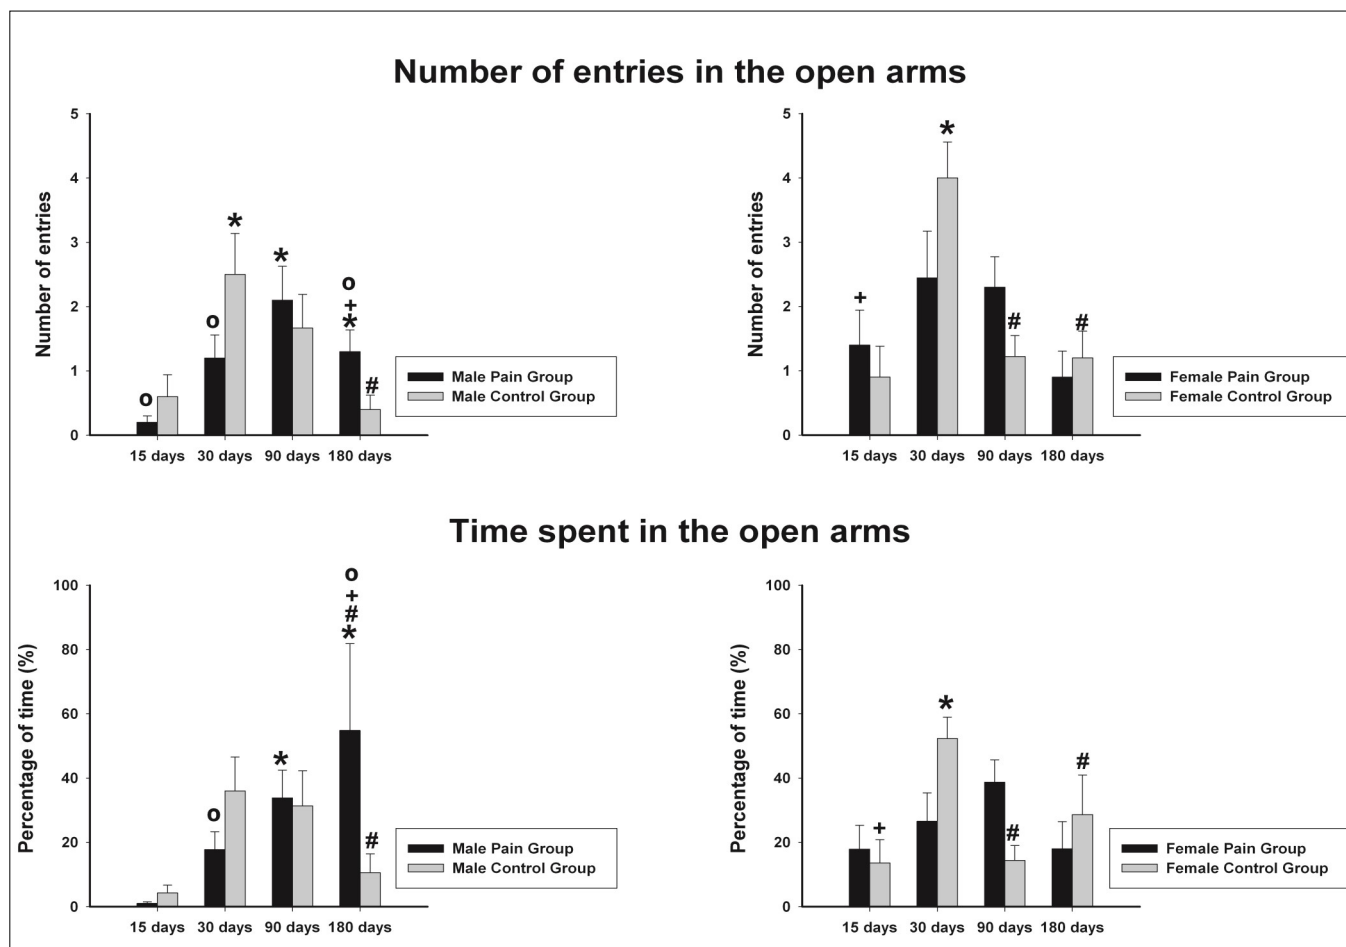 Number of entries in the open arms
5
4
3
2
1
0
Number of entries
o
o
*
*
o
+
*
#
15 days
30 days
90 days
180 days
Male Pain Group
Male Control Group
5
4
3
2
1
0
Number of entries
+
*
#
#
15 days
30 days
90 days
180 days
Female Pain Group
Female Control Group
Time spent in the open arms
100
80
60
40
20
0
Percentage of time (%)
o
*
o
+
#
*
#
15 days
30 days
90 days
180 days
Male Pain Group
Male Control Group
100
80
60
40
20
0
Percentage of time (%)
+
*
#
#
15 days
30 days
90 days
180 days
Female Pain Group
Female Control Group